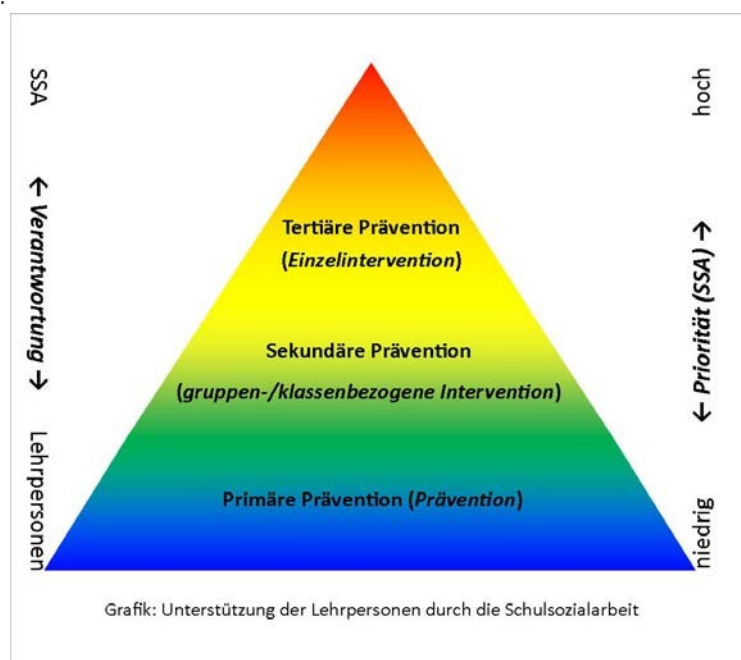 SSA
← Verantwortung →
Lehrpersonen
Tertiäre Prävention
(Einzelintervention)
Sekundäre Prävention
(gruppen-/klassenbezogene Intervention)
Primäre Prävention (Prävention)
hoch
← Priorität (SSA) →
niedrig
Grafik: Unterstützung der Lehrpersonen durch die Schulsozialarbeit